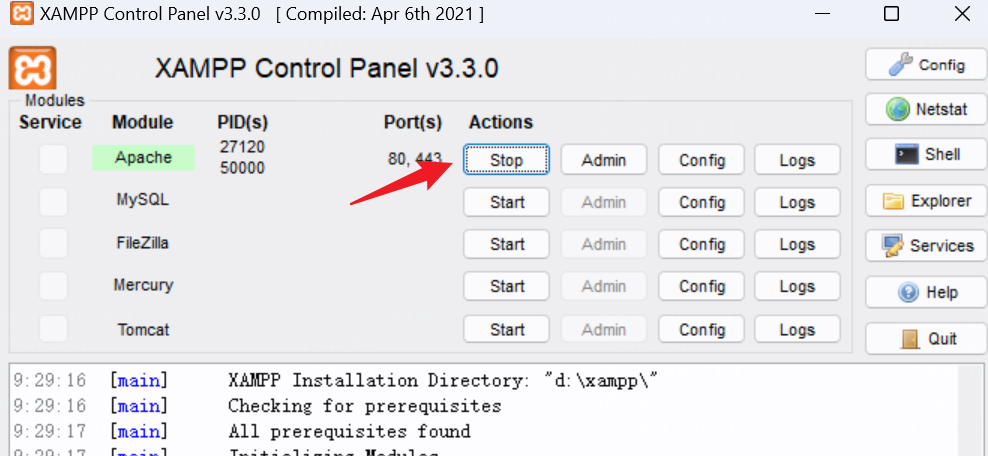 XAMPP Control Panel v3.3.0 [ Compiled: Apr 6th 2021 ]
XAMPP Control Panel v3.3.0
Config
Modules
Service Module PID(s) Port(s) Actions
Netstat
Apache 27120 50000 80, 443 Stop Admin Config Logs
Shell
MySQL Start Admin Config Logs
Explorer
FileZilla Start Admin Config Logs
Services
Mercury Start Admin Config Logs
Help
Tomcat Start Admin Config Logs
Quit
9:29:16 [main] XAMPP Installation Directory: "d:\xampp\"
9:29:16 [main] Checking for prerequisites
9:29:17 [main] All prerequisites found
9:29:17 [main] Initializing Modules